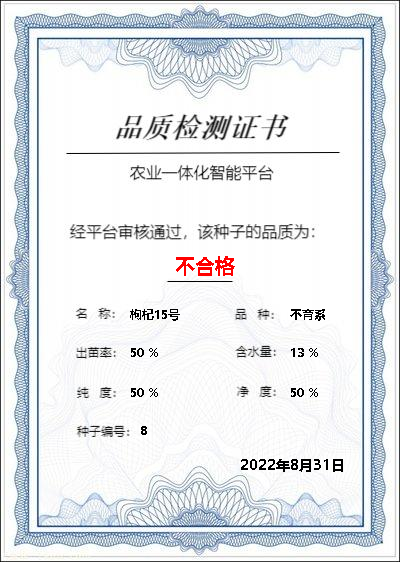 品质检测证书
农业一体化智能平台
经平台审核通过，该种子的品质为：
不合格
名 称： 枸杞15号 品 种： 不育系
出苗率： 50 % 含水量： 13 %
纯 度： 50 % 净 度： 50 %
种子编号： 8
2022年8月31日